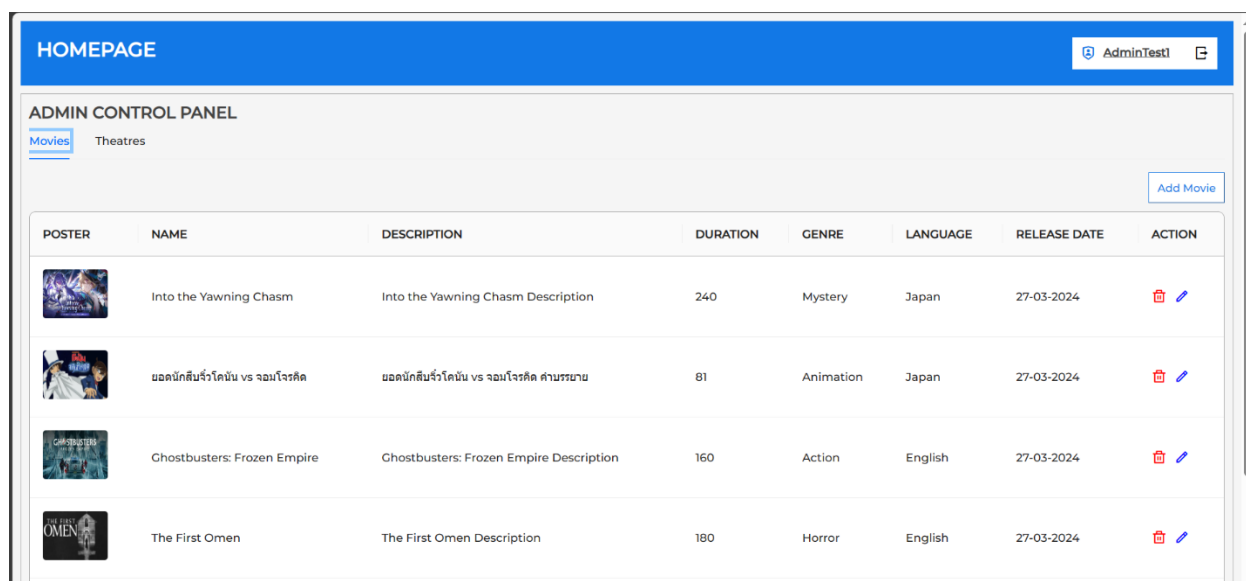 HOMEPAGE
AdminTest1
ADMIN CONTROL PANEL
Movies Theatres
Add Movie
POSTER NAME DESCRIPTION DURATION GENRE LANGUAGE RELEASE DATE ACTION
Into the Yawning Chasm Into the Yawning Chasm Description 240 Mystery Japan 27-03-2024
ยอดนักสืบจิ๋วโคนัน vs จอมโจรคิด ยอดนักสืบจิ๋วโคนัน vs จอมโจรคิด คำบรรยาย 81 Animation Japan 27-03-2024
GHOSTBUSTERS
Ghostbusters: Frozen Empire Ghostbusters: Frozen Empire Description 160 Action English 27-03-2024
THE FIRST
OMEN
The First Omen The First Omen Description 180 Horror English 27-03-2024